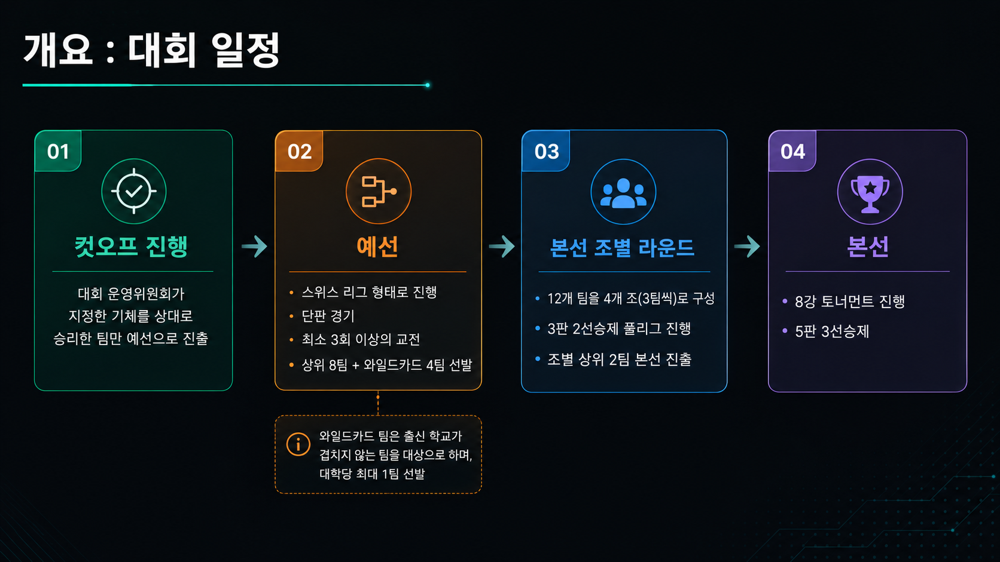 개요 : 대회 일정
01
컷오프 진행
대회 운영위원회가
지정한 기체를 상대로
승리한 팀만 예선으로 진출
02
예선
• 스위스 리그 형태로 진행
• 단판 경기
• 최소 3회 이상의 교전
• 상위 8팀 + 와일드카드 4팀 선발
와일드카드 팀은 출신 학교가
겹치지 않는 팀을 대상으로 하며,
대학당 최대 1팀 선발
03
본선 조별 라운드
• 12개 팀을 4개 조(3팀씩)로 구성
• 3판 2선승제 풀리그 진행
• 조별 상위 2팀 본선 진출
04
본선
• 8강 토너먼트 진행
• 5판 3선승제